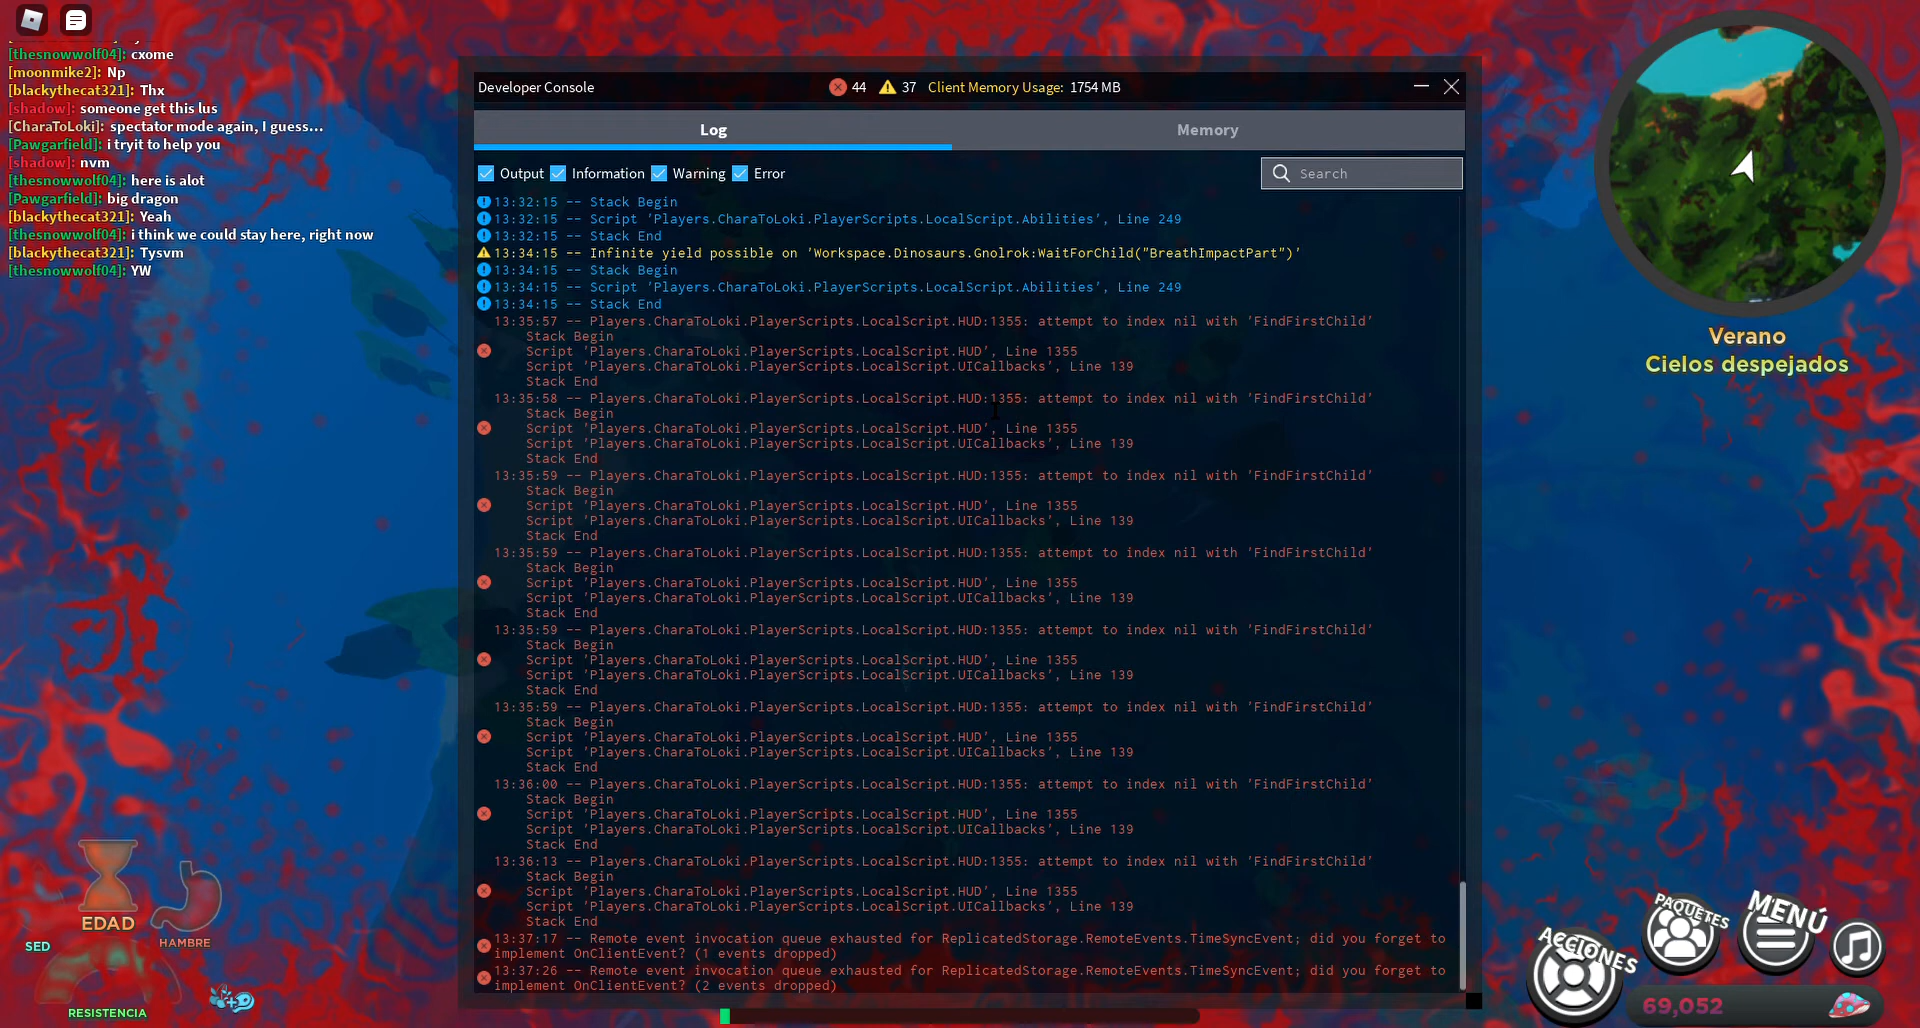 [thesnowwolf04]: cxome
[moonmike2]: Np
[blackythecat321]: Thx
[shadow]: someone get this lus
[CharaToLoki]: spectator mode again, I guess...
[Pawgarfield]: i tryit to help you
[shadow]: nvm
[thesnowwolf04]: here is alot
[Pawgarfield]: big dragon
[blackythecat321]: Yeah
[thesnowwolf04]: i think we could stay here, right now
[blackythecat321]: Tysvm
[thesnowwolf04]: YW
Developer Console 44 37 Client Memory Usage: 1754 MB
Log Memory
Output Information Warning Error Search
13:32:15 -- Stack Begin
13:32:15 -- Script 'Players.CharaToLoki.PlayerScripts.LocalScript.Abilities', Line 249
13:32:15 -- Stack End
13:34:15 -- Infinite yield possible on 'Workspace.Dinosaurs.Gnolrok:WaitForChild("BreathImpactPart")'
13:34:15 -- Stack Begin
13:34:15 -- Script 'Players.CharaToLoki.PlayerScripts.LocalScript.Abilities', Line 249
13:34:15 -- Stack End
13:35:57 -- Players.CharaToLoki.PlayerScripts.LocalScript.HUD:1355: attempt to index nil with 'FindFirstChild'
Stack Begin
Script 'Players.CharaToLoki.PlayerScripts.LocalScript.HUD', Line 1355
Script 'Players.CharaToLoki.PlayerScripts.LocalScript.UICallbacks', Line 139
Stack End
13:35:58 -- Players.CharaToLoki.PlayerScripts.LocalScript.HUD:1355: attempt to index nil with 'FindFirstChild'
Stack Begin
Script 'Players.CharaToLoki.PlayerScripts.LocalScript.HUD', Line 1355
Script 'Players.CharaToLoki.PlayerScripts.LocalScript.UICallbacks', Line 139
Stack End
13:35:59 -- Players.CharaToLoki.PlayerScripts.LocalScript.HUD:1355: attempt to index nil with 'FindFirstChild'
Stack Begin
Script 'Players.CharaToLoki.PlayerScripts.LocalScript.HUD', Line 1355
Script 'Players.CharaToLoki.PlayerScripts.LocalScript.UICallbacks', Line 139
Stack End
13:35:59 -- Players.CharaToLoki.PlayerScripts.LocalScript.HUD:1355: attempt to index nil with 'FindFirstChild'
Stack Begin
Script 'Players.CharaToLoki.PlayerScripts.LocalScript.HUD', Line 1355
Script 'Players.CharaToLoki.PlayerScripts.LocalScript.UICallbacks', Line 139
Stack End
13:35:59 -- Players.CharaToLoki.PlayerScripts.LocalScript.HUD:1355: attempt to index nil with 'FindFirstChild'
Stack Begin
Script 'Players.CharaToLoki.PlayerScripts.LocalScript.HUD', Line 1355
Script 'Players.CharaToLoki.PlayerScripts.LocalScript.UICallbacks', Line 139
Stack End
13:35:59 -- Players.CharaToLoki.PlayerScripts.LocalScript.HUD:1355: attempt to index nil with 'FindFirstChild'
Stack Begin
Script 'Players.CharaToLoki.PlayerScripts.LocalScript.HUD', Line 1355
Script 'Players.CharaToLoki.PlayerScripts.LocalScript.UICallbacks', Line 139
Stack End
13:36:00 -- Players.CharaToLoki.PlayerScripts.LocalScript.HUD:1355: attempt to index nil with 'FindFirstChild'
Stack Begin
Script 'Players.CharaToLoki.PlayerScripts.LocalScript.HUD', Line 1355
Script 'Players.CharaToLoki.PlayerScripts.LocalScript.UICallbacks', Line 139
Stack End
13:36:13 -- Players.CharaToLoki.PlayerScripts.LocalScript.HUD:1355: attempt to index nil with 'FindFirstChild'
Stack Begin
Script 'Players.CharaToLoki.PlayerScripts.LocalScript.HUD', Line 1355
Script 'Players.CharaToLoki.PlayerScripts.LocalScript.UICallbacks', Line 139
Stack End
13:37:17 -- Remote event invocation queue exhausted for ReplicatedStorage.RemoteEvents.TimeSyncEvent; did you forget to
implement OnClientEvent? (1 events dropped)
13:37:26 -- Remote event invocation queue exhausted for ReplicatedStorage.RemoteEvents.TimeSyncEvent; did you forget to
implement OnClientEvent? (2 events dropped)
Verano
Cielos despejados
EDAD
SED
HAMBRE
RESISTENCIA
ACCIONES
PAQUETES
MENÚ
69,052